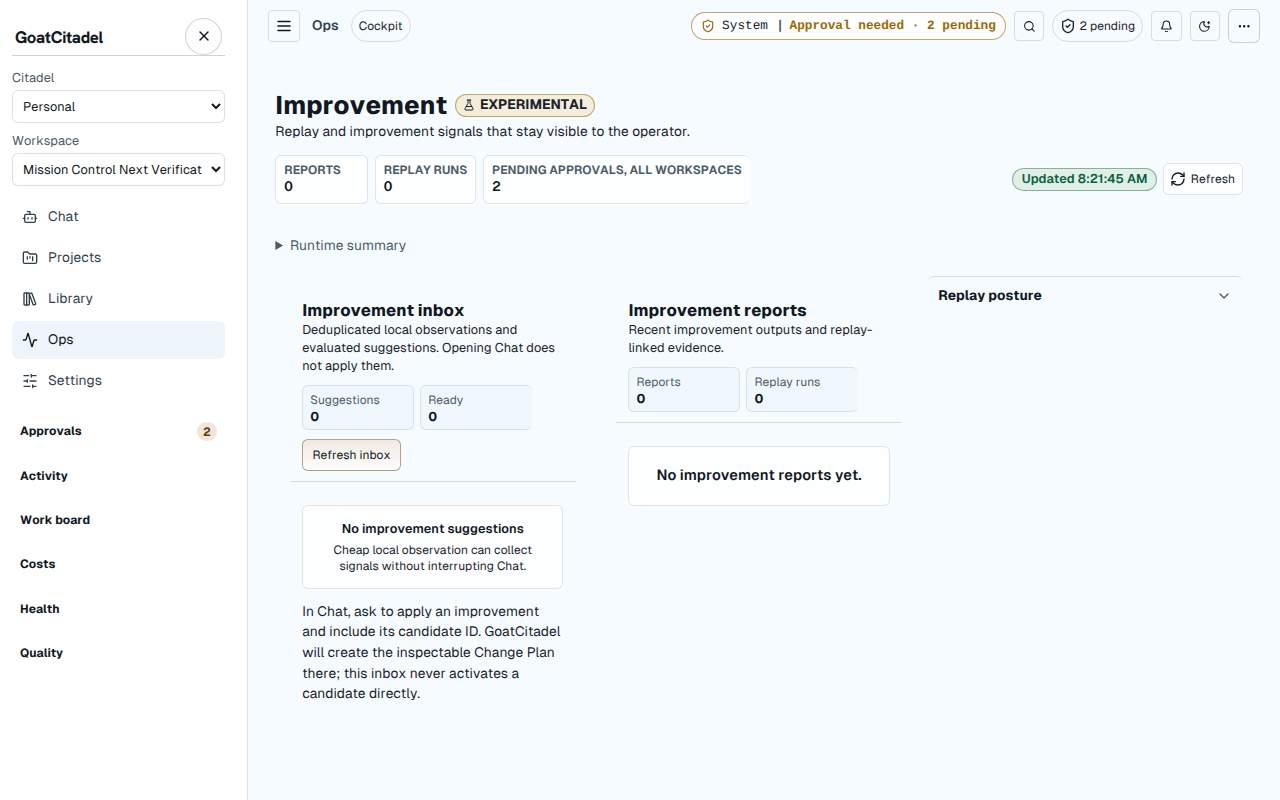 GoatCitadel
Citadel
Personal
Workspace
Mission Control Next Verificat
Chat
Projects
Library
Ops
Settings
Approvals 2
Activity
Work board
Costs
Health
Quality
Ops Cockpit
System | Approval needed · 2 pending
2 pending
Improvement EXPERIMENTAL
Replay and improvement signals that stay visible to the operator.
REPORTS
0
REPLAY RUNS
0
PENDING APPROVALS, ALL WORKSPACES
2
Updated 8:21:45 AM
Refresh
Runtime summary
Improvement inbox
Deduplicated local observations and
evaluated suggestions. Opening Chat does
not apply them.
Suggestions
0
Ready
0
Refresh inbox
No improvement suggestions
Cheap local observation can collect
signals without interrupting Chat.
In Chat, ask to apply an improvement
and include its candidate ID. GoatCitadel
will create the inspectable Change Plan
there; this inbox never activates a
candidate directly.
Improvement reports
Recent improvement outputs and replay-
linked evidence.
Reports
0
Replay runs
0
No improvement reports yet.
Replay posture